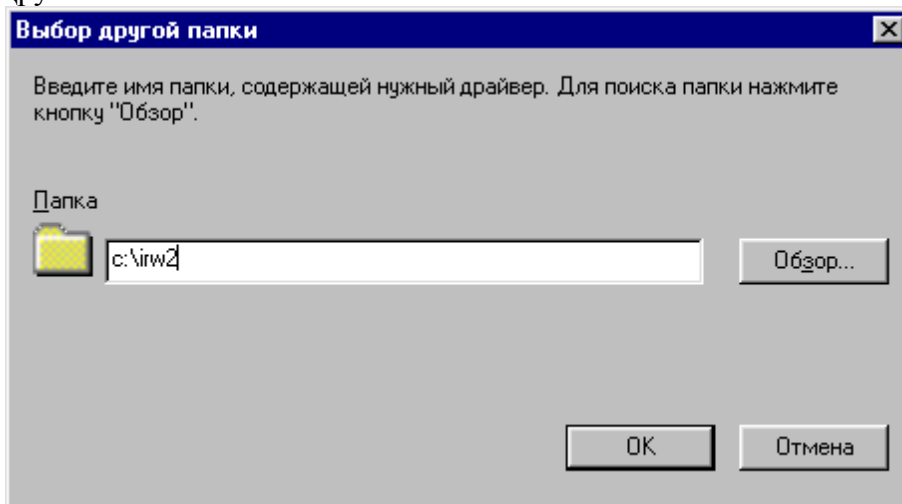 Выбор другой папки
Введите имя папки, содержащей нужный драйвер. Для поиска папки нажмите
кнопку "Обзор".
Папка
c:\irw2
Обзор...
OK
Отмена